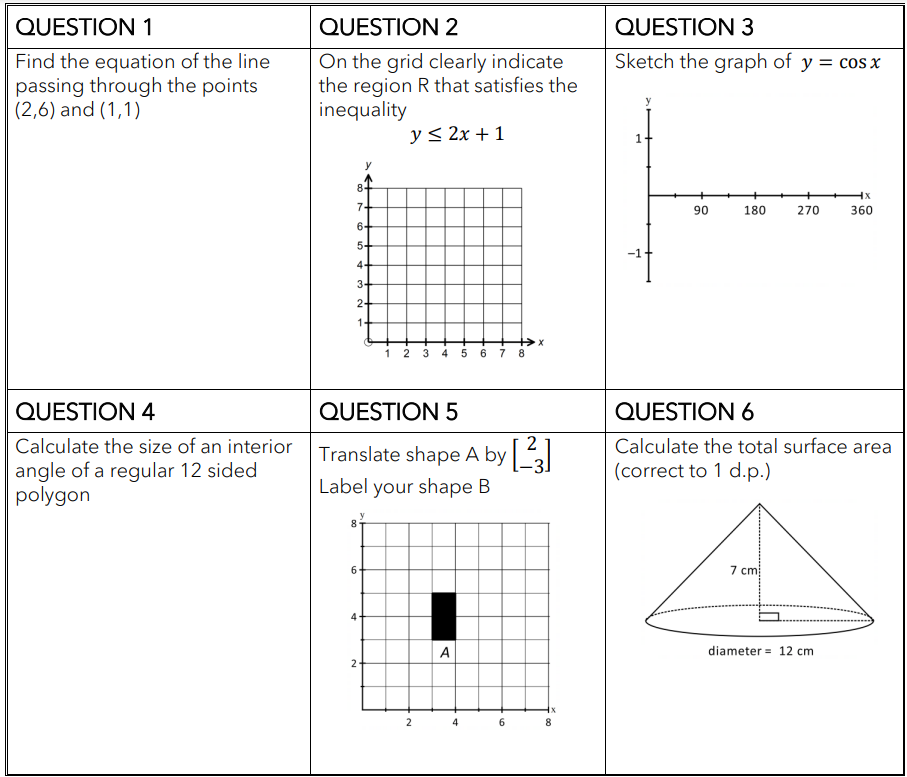 QUESTION 1
Find the equation of the line
passing through the points
(2,6) and (1,1)
QUESTION 2
On the grid clearly indicate
the region R that satisfies the
inequality
y ≤ 2x + 1
y
8
7
6
5
4
3
2
1
1 2 3 4 5 6 7 8
x
QUESTION 3
Sketch the graph of y = cos x
y
1
x
90 180 270 360
−1
QUESTION 4
Calculate the size of an interior
angle of a regular 12 sided
polygon
QUESTION 5
Translate shape A by [2 −3]
Label your shape B
y
8
6
4
A
2
x
2 4 6 8
QUESTION 6
Calculate the total surface area
(correct to 1 d.p.)
7 cm
diameter = 12 cm